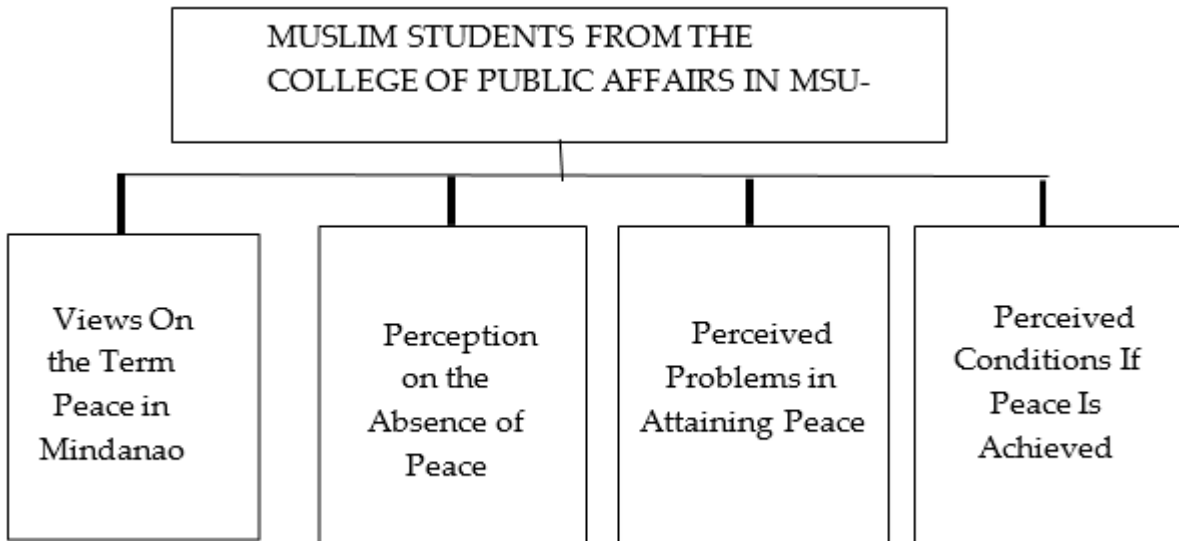 MUSLIM STUDENTS FROM THE
COLLEGE OF PUBLIC AFFAIRS IN MSU-
Views On
the Term
Peace in
Mindanao
Perception
on the
Absence of
Peace
Perceived
Problems in
Attaining Peace
Perceived
Conditions If
Peace Is
Achieved